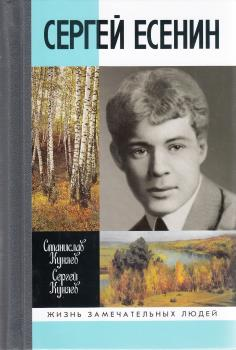 СЕРГЕЙ ЕСЕНИН
Станислав
Куняев
Сергей
Куняев
ЖИЗНЬ ЗАМЕЧАТЕЛЬНЫХ ЛЮДЕЙ